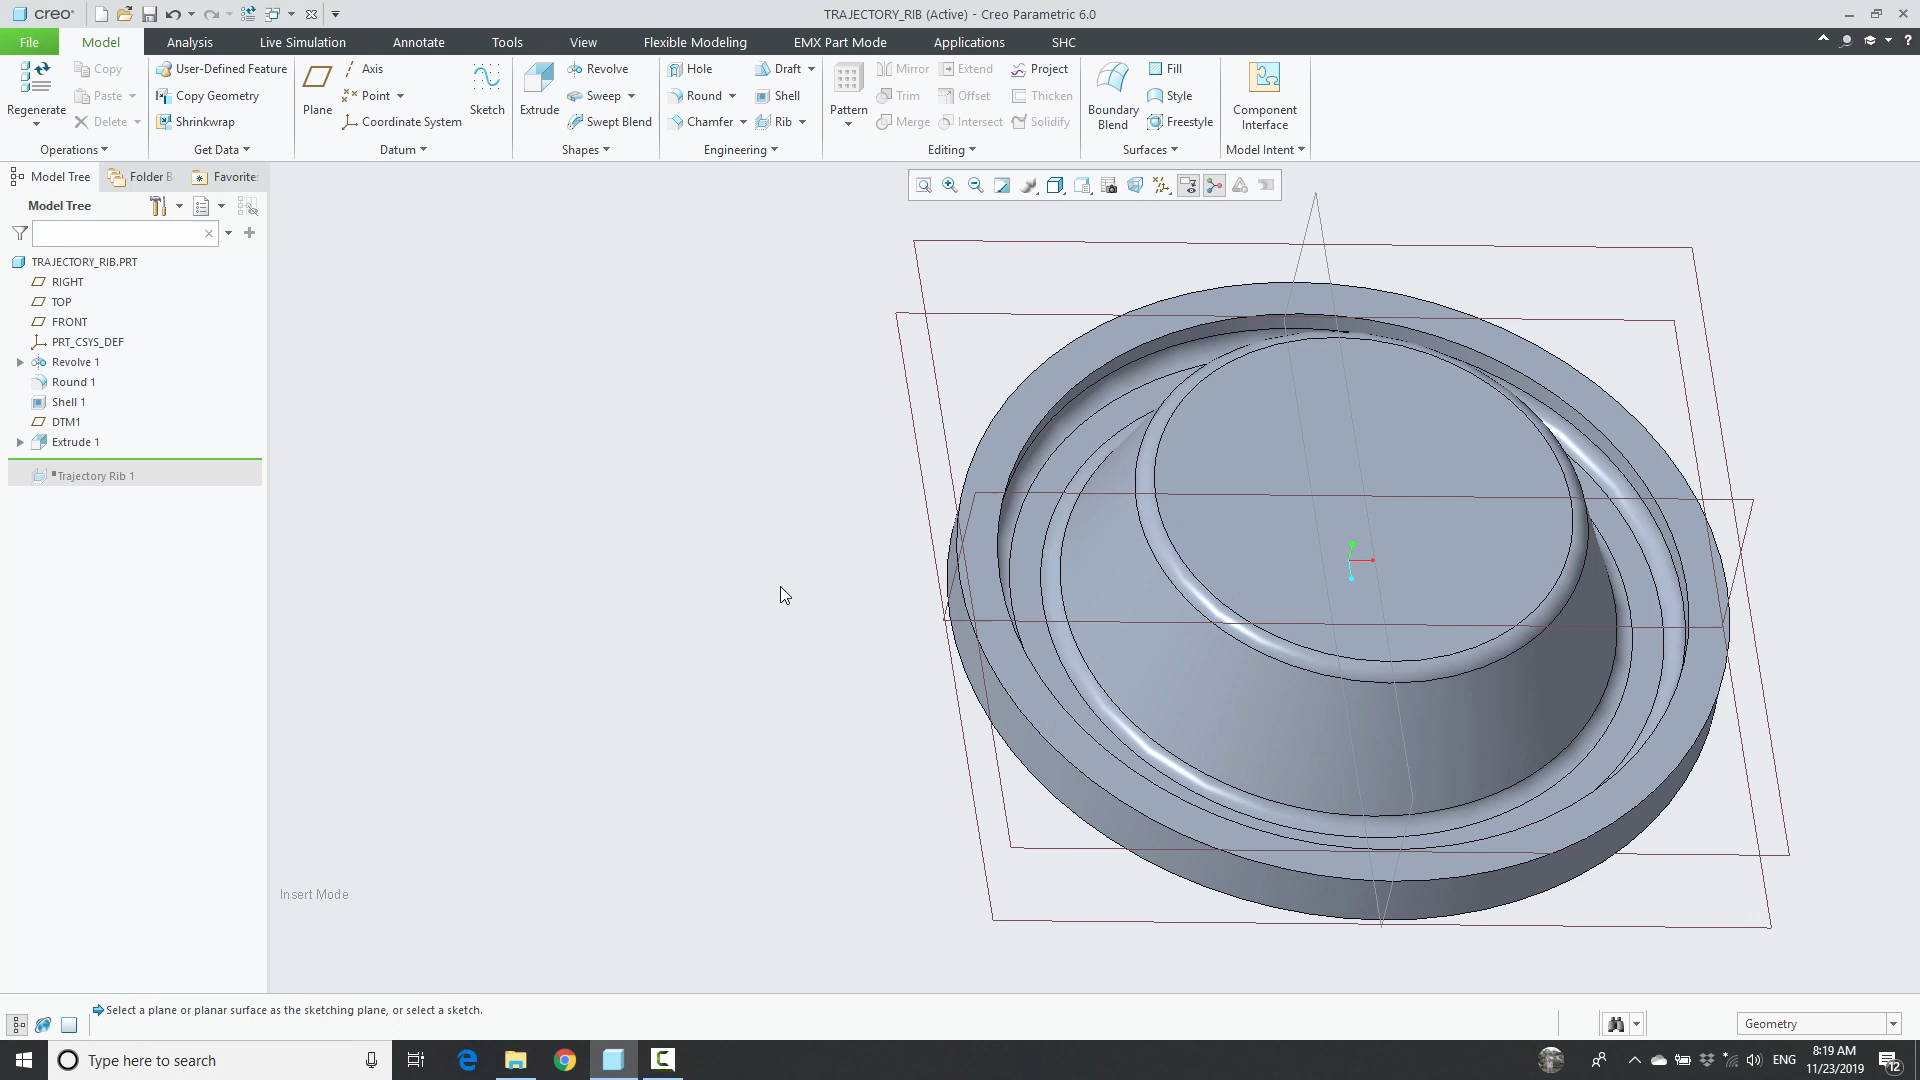 creo
TRAJECTORY_RIB (Active) - Creo Parametric 6.0
File
Model
Analysis
Live Simulation
Annotate
Tools
View
Flexible Modeling
EMX Part Mode
Applications
SHC
Regenerate
Copy
Paste
Delete
Operations
User-Defined Feature
Copy Geometry
Shrinkwrap
Get Data
Plane
Axis
Point
Coordinate System
Sketch
Datum
Extrude
Revolve
Sweep
Swept Blend
Shapes
Hole
Round
Chamfer
Draft
Shell
Rib
Engineering
Pattern
Mirror
Trim
Merge
Extend
Offset
Intersect
Project
Thicken
Solidify
Editing
Boundary
Blend
Fill
Style
Freestyle
Surfaces
Component
Interface
Model Intent
Model Tree
Folder B
Favorite
Model Tree
TRAJECTORY_RIB.PRT
RIGHT
TOP
FRONT
PRT_CSYS_DEF
Revolve 1
Round 1
Shell 1
DTM1
Extrude 1
Trajectory Rib 1
Insert Mode
Select a plane or planar surface as the sketching plane, or select a sketch.
Geometry
Type here to search
ENG
8:19 AM
11/23/2019
12